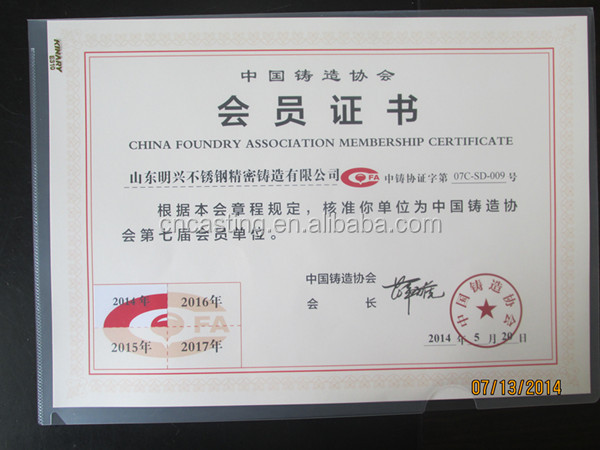 KINARY
E310
中国铸造协会
会员证书
CHINA FOUNDRY ASSOCIATION MEMBERSHIP CERTIFICATE
山东明兴不锈钢精密铸造有限公司 FA 中铸协证字第 07C-SD-009 号
根据本会章程规定，核准你单位为中国铸造协
会第七届会员单位。
cncasting.en.alibaba.com
中国铸造协会
会 长
中国铸造协会
2014 年 5 月 20 日
2014年 2016年
FA
2015年 2017年
07/13/2014